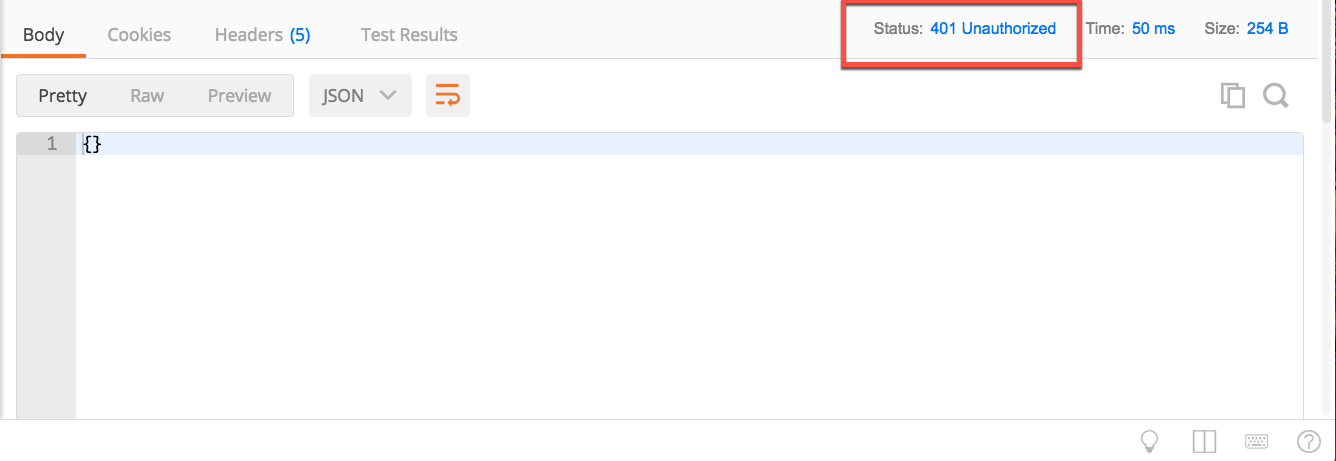 Body Cookies Headers (5) Test Results Status: 401 Unauthorized Time: 50 ms Size: 254 B
Pretty Raw Preview JSON
1 {}